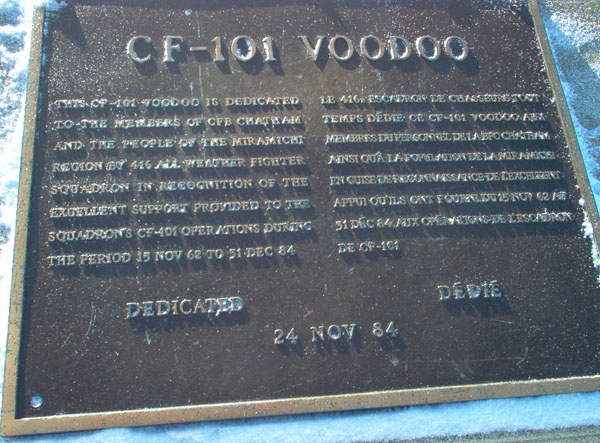 CF-101 VOODOO
THIS CF-101 VOODOO IS DEDICATED
TO THE MEMBERS OF CFB CHATHAM
AND THE PEOPLE OF THE MIRAMICHI
REGION BY 416 ALL WEATHER FIGHTER
SQUADRON IN RECOGNITION OF THE
EXCELLENT SUPPORT PROVIDED TO THE
SQUADRON'S CF-101 OPERATIONS DURING
THE PERIOD 15 NOV 62 TO 31 DEC 84
LE 416e ESCADRON DE CHASSEURS TOUT
TEMPS DÉDIE CE CF-101 VOODOO AUX
MEMBRES DU PERSONNEL DE LA BFC CHATHAM
AINSI QU'À LA POPULATION DE LA MIRAMICHI
EN GUISE DE RECONNAISSANCE DE L'EXCELLENT
APPUI QU'ILS ONT FOURNI, DU 15 NOV 62 AU
31 DEC 84, AUX OPERATIONS DE L'ESCADRON
DE CF-101
DEDICATED
DÉDIÉ
24 NOV 84